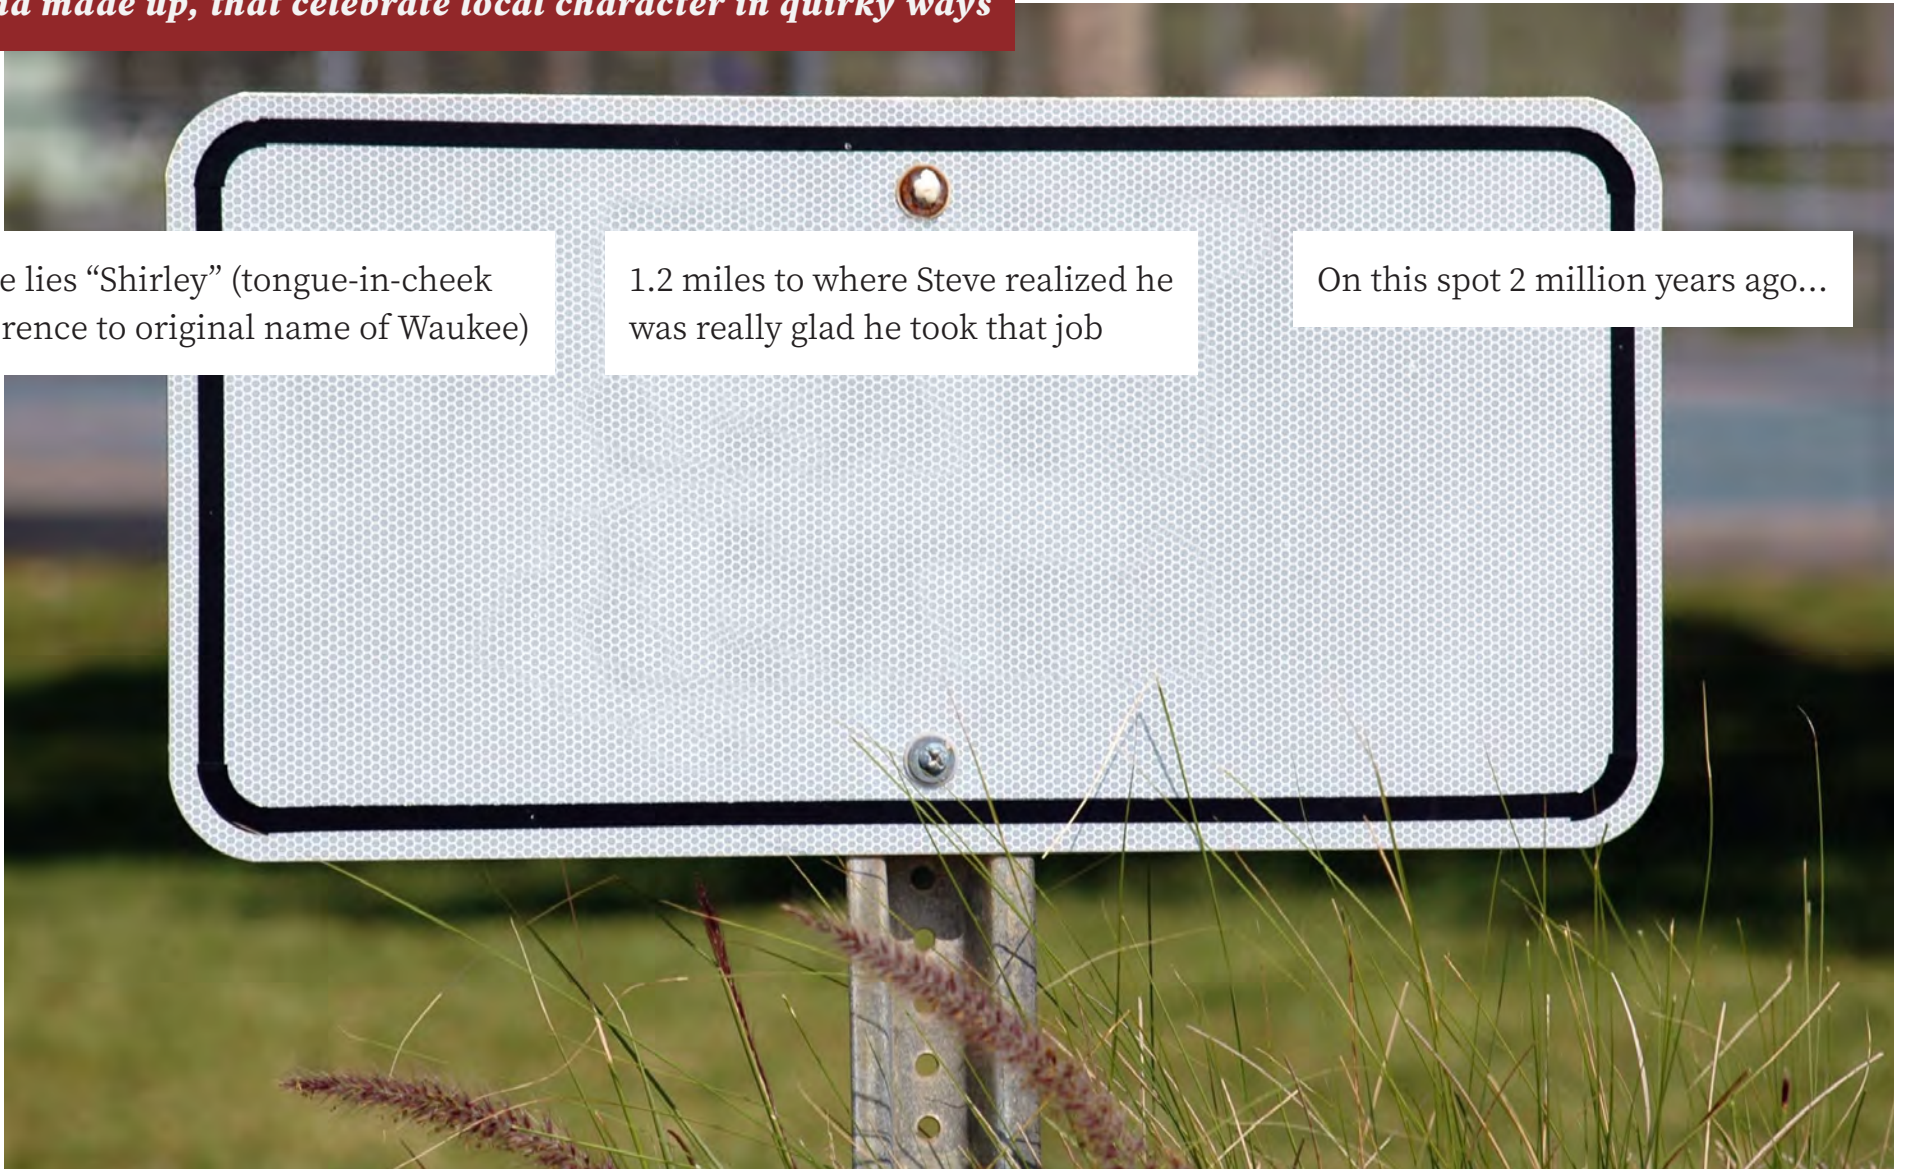 made up, that celebrate local character in quirky ways
lies “Shirley” (tongue-in-cheek
rence to original name of Waukee)
1.2 miles to where Steve realized he
was really glad he took that job
On this spot 2 million years ago...